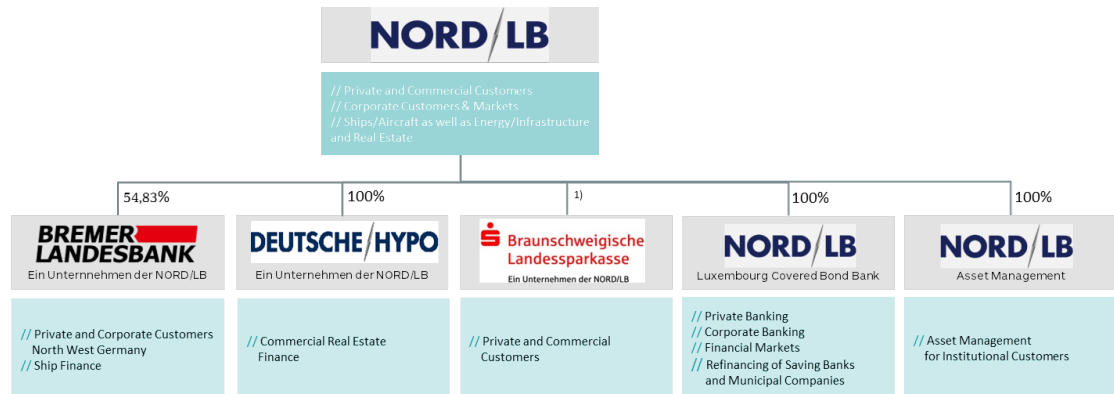 NORD/LB
// Private and Commercial Customers
// Corporate Customers & Markets
// Ships/Aircraft as well as Energy/Infrastructure
and Real Estate
54,83%
100%
1)
100%
100%
BREMER
LANDESBANK
Ein Unternnehmen der NORD/LB
DEUTSCHE/HYPO
Ein Unternehmen der NORD/LB
Braunschweigische
Landessparkasse
Ein Unternehmen der NORD/LB
NORD/LB
Luxembourg Covered Bond Bank
NORD/LB
Asset Management
// Private and Corporate Customers
North West Germany
// Ship Finance
// Commercial Real Estate
Finance
// Private and Commercial
Customers
// Private Banking
// Corporate Banking
// Financial Markets
// Refinancing of Saving Banks
and Municipal Companies
// Asset Management
for Institutional Customers